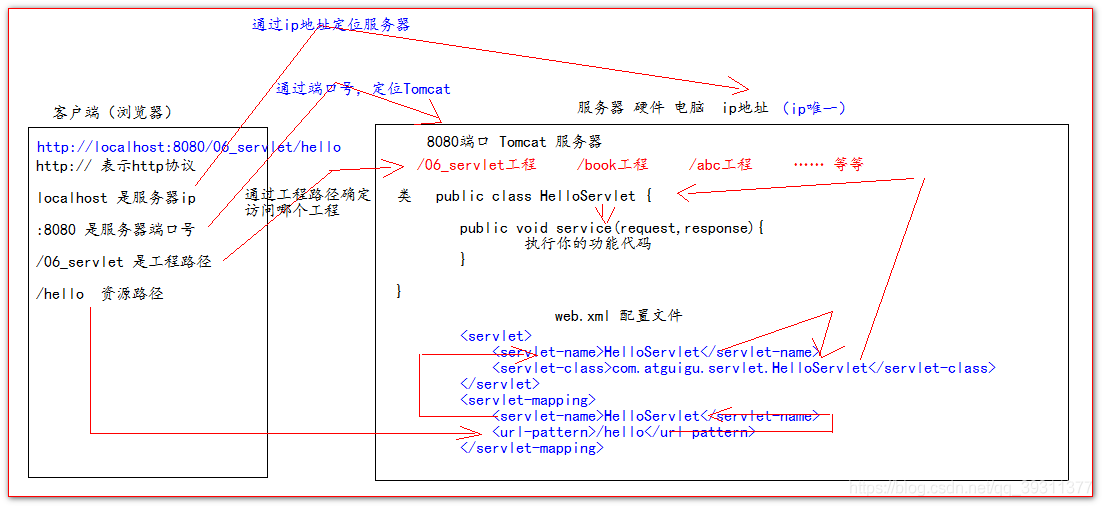 通过ip地址定位服务器
通过端口号，定位Tomcat
客户端（浏览器）
http://localhost:8080/06_servlet/hello
http:// 表示http协议
localhost 是服务器ip
:8080 是服务器端口号
/06_servlet 是工程路径
/hello 资源路径
通过工程路径确定
访问哪个工程
服务器 硬件 电脑 ip地址 （ip唯一）
8080端口 Tomcat 服务器
/06_servlet工程 /book工程 /abc工程 …… 等等
类 public class HelloServlet {
public void service(request,response){
执行你的功能代码
}
}
web.xml 配置文件
<servlet>
<servlet-name>HelloServlet</servlet-name>
<servlet-class>com.atguigu.servlet.HelloServlet</servlet-class>
</servlet>
<servlet-mapping>
<servlet-name>HelloServlet</servlet-name>
<url-pattern>/hello</url-pattern>
</servlet-mapping>
https://blog.csdn.net/qq_39311377